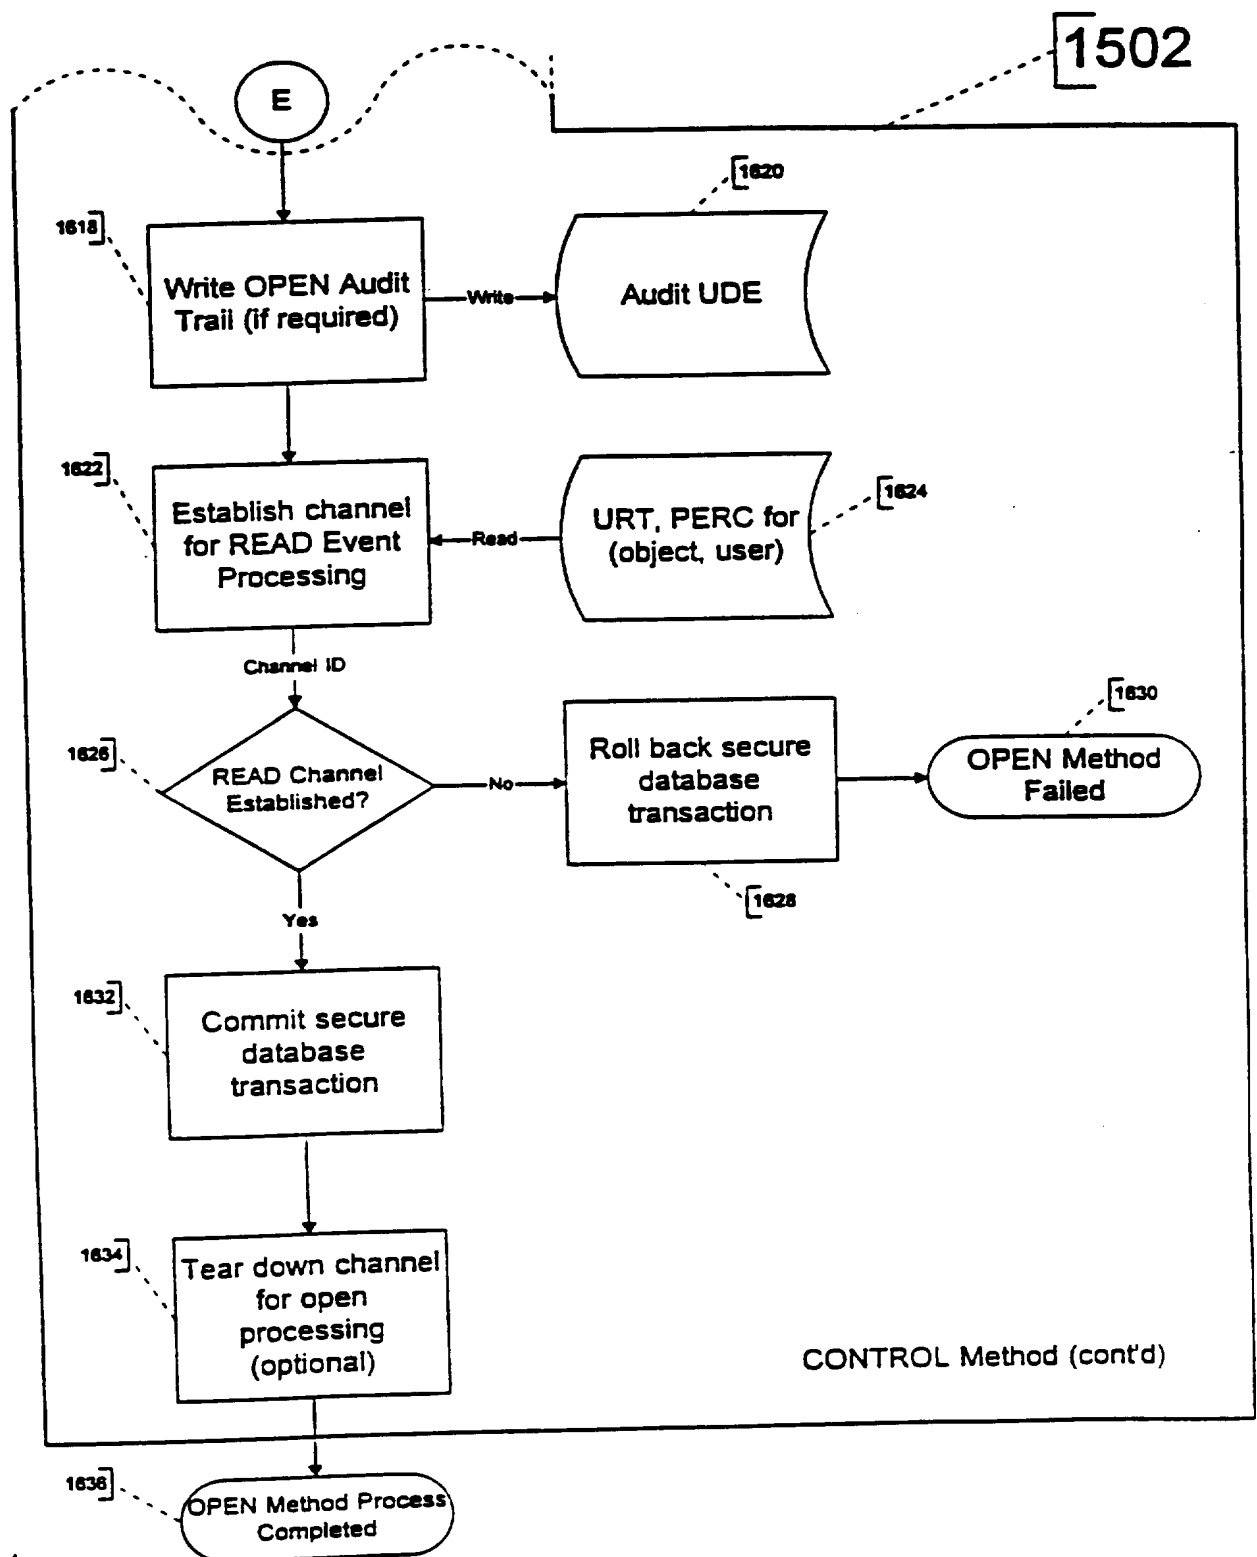 1502
E
1620
1618
Write OPEN Audit
Trail (if required)
Write
Audit UDE
1622
1624
Establish channel
for READ Event
Processing
Read
URT, PERC for
(object, user)
Channel ID
1630
1626
READ Channel
Established?
No
Roll back secure
database
transaction
OPEN Method
Failed
1628
Yes
1632
Commit secure
database
transaction
1634
Tear down channel
for open
processing
(optional)
CONTROL Method (cont'd)
1636
OPEN Method Process
Completed